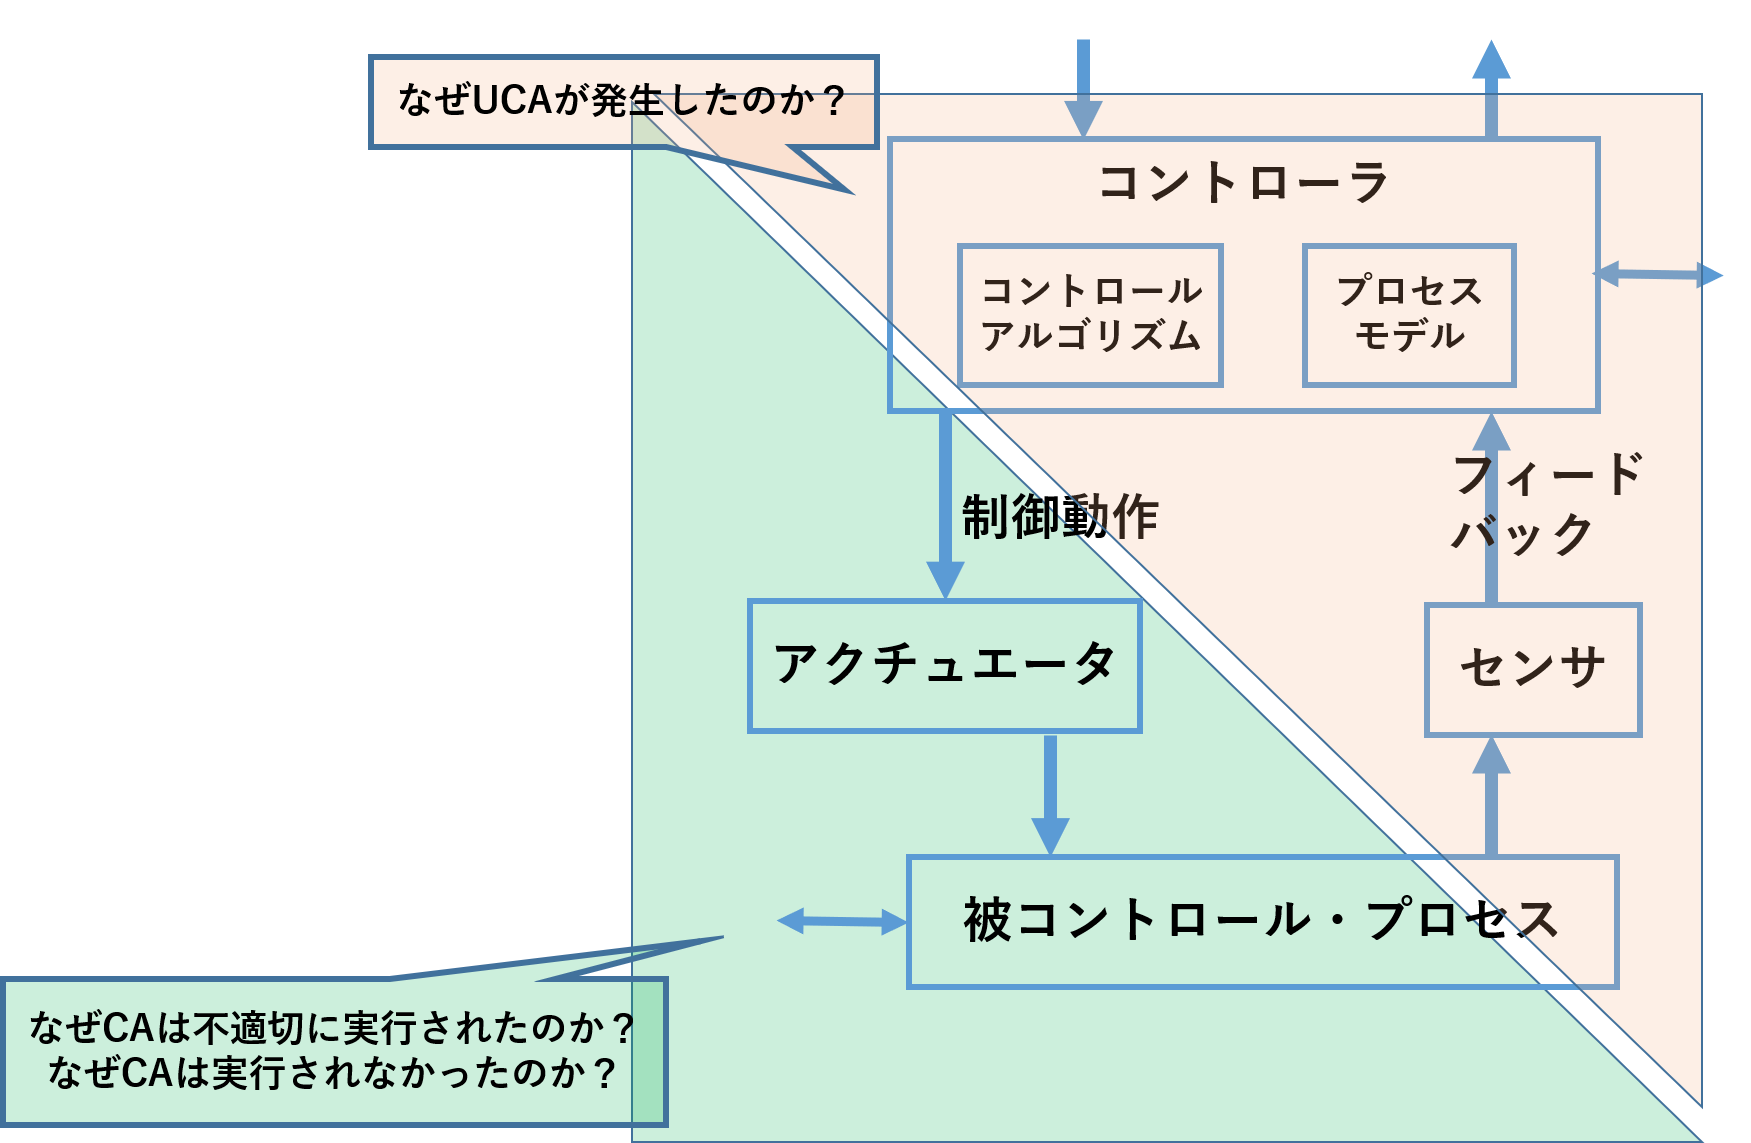 なぜUCAが発生したのか？
コントローラ
コントロール
アルゴリズム
プロセス
モデル
制御動作
フィード
バック
アクチュエータ
センサ
被コントロール・プロセス
なぜCAは不適切に実行されたのか？
なぜCAは実行されなかったのか？